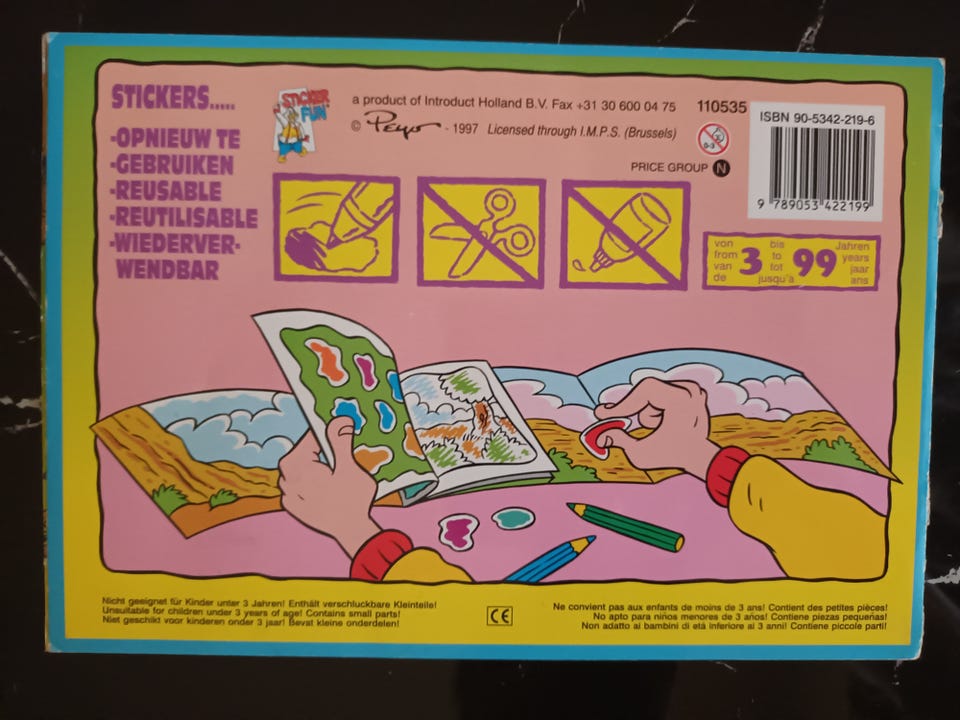 STICKERS.....
-OPNIEUW TE
-GEBRUIKEN
-REUSABLE
-REUTILISABLE
-WIEDERVER-
WENDBAR
STICKER
FUN
a product of Introduct Holland B.V. Fax +31 30 600 04 75
© Peyo - 1997 Licensed through I.M.P.S. (Brussels)
110535
0-3
PRICE GROUP N
ISBN 90-5342-219-6
9 789053 422199
von bis Jahren
from to years
van 3 tot 99 jaar
de jusqu'a ans
Nicht geeignet für Kinder unter 3 Jahren! Enthält verschluckbare Kleinteile!
Unsuitable for children under 3 years of age! Contains small parts!
Niet geschikt voor kinderen onder 3 jaar! Bevat kleine onderdelen!
CE
Ne convient pas aux enfants de moins de 3 ans! Contient des petites pièces!
No apto para niños menores de 3 años! Contiene piezas pequeñas!
Non adatto ai bambini di età inferiore ai 3 anni! Contiene piccole parti!